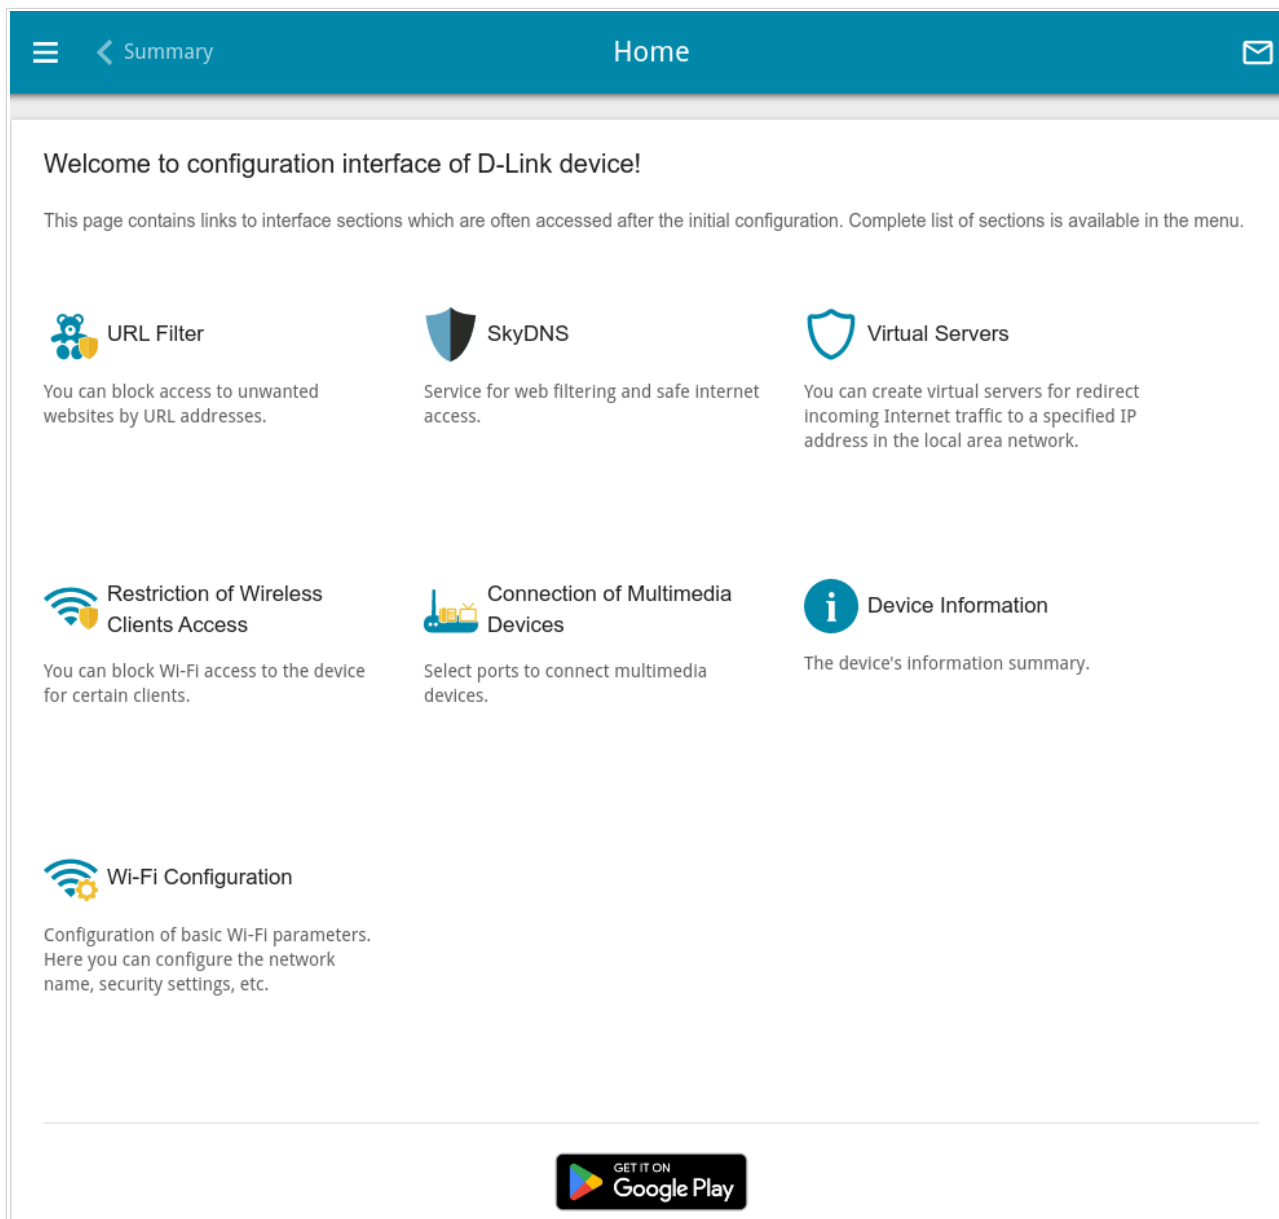 Summary
Home
Welcome to configuration interface of D-Link device!
This page contains links to interface sections which are often accessed after the initial configuration. Complete list of sections is available in the menu.
URL Filter
You can block access to unwanted
websites by URL addresses.
SkyDNS
Service for web filtering and safe internet
access.
Virtual Servers
You can create virtual servers for redirect
incoming Internet traffic to a specified IP
address in the local area network.
Restriction of Wireless
Clients Access
You can block Wi-Fi access to the device
for certain clients.
Connection of Multimedia
Devices
Select ports to connect multimedia
devices.
Device Information
The device's information summary.
Wi-Fi Configuration
Configuration of basic Wi-Fi parameters.
Here you can configure the network
name, security settings, etc.
GET IT ON
Google Play